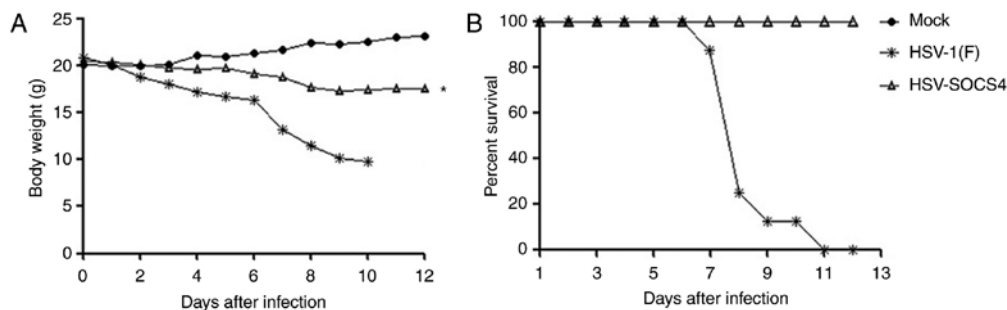 A
Body weight (g)
25
20
15
10
5
0
0 2 4 6 8 10 12
Days after infection
*
B
Percent survival
100
80
60
40
20
0
1 3 5 7 9 11 13
Days after infection
Mock
HSV-1(F)
HSV-SOCS4